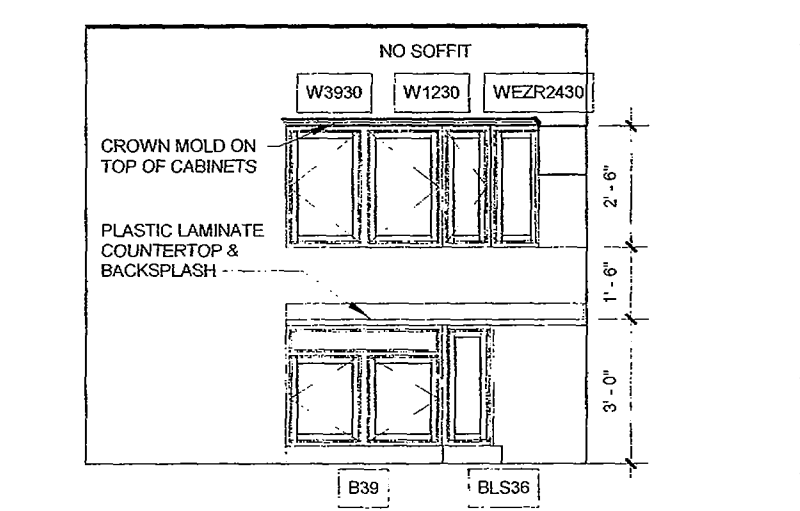 NO SOFFIT
W3930
W1230
WEZR2430
CROWN MOLD ON
TOP OF CABINETS
2' - 6"
PLASTIC LAMINATE
COUNTERTOP &
BACKSPLASH
1' - 6"
3' - 0"
B39
BLS36